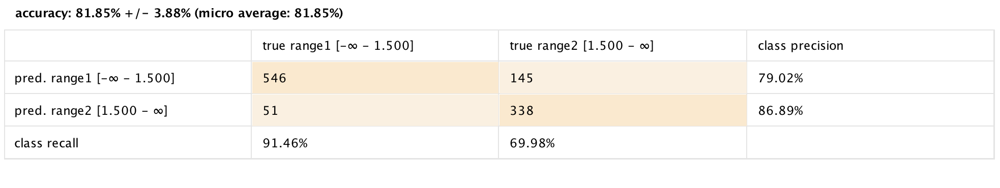 accuracy: 81.85% +/- 3.88% (micro average: 81.85%)
true range1 [-∞ - 1.500] true range2 [1.500 - ∞] class precision
pred. range1 [-∞ - 1.500] 546 145 79.02%
pred. range2 [1.500 - ∞] 51 338 86.89%
class recall 91.46% 69.98%